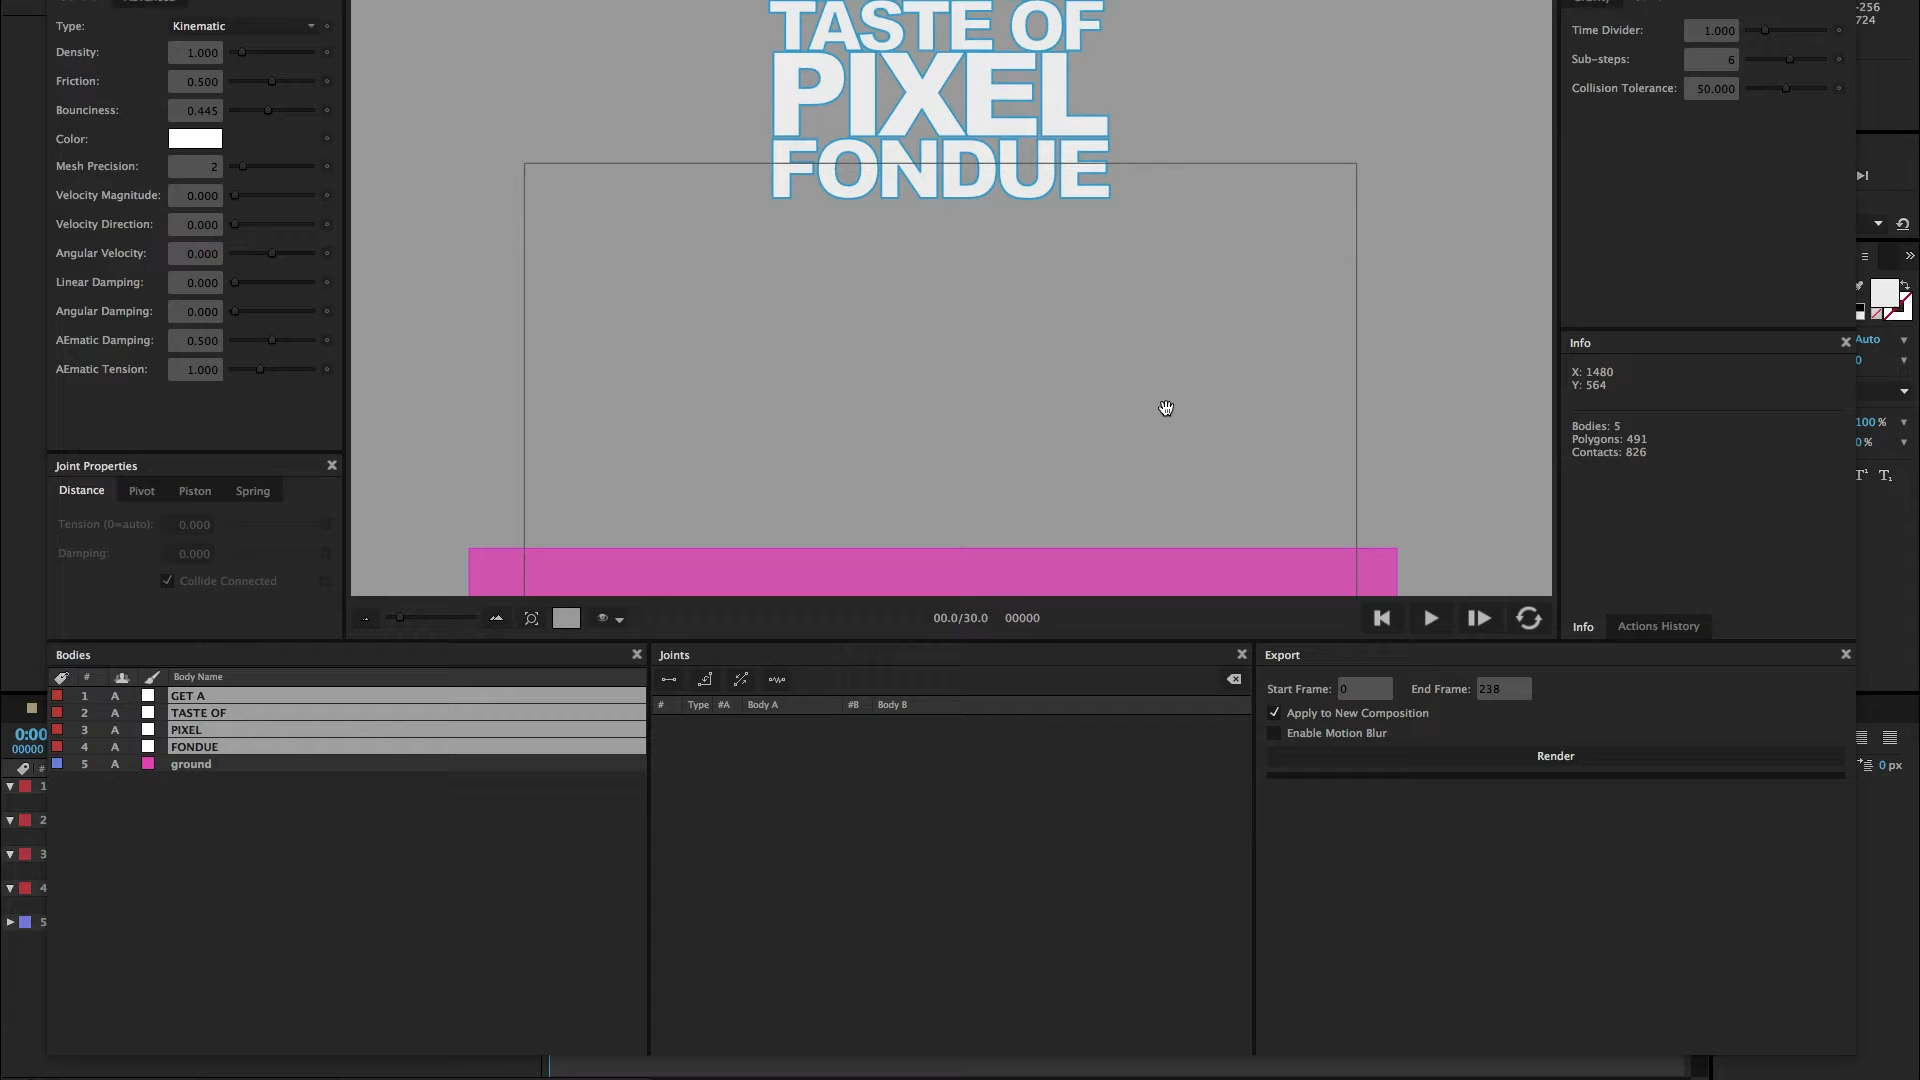 Type: Kinematic
Density: 1.000
Friction: 0.500
Bounciness: 0.445
Color:
Mesh Precision: 2
Velocity Magnitude: 0.000
Velocity Direction: 0.000
Angular Velocity: 0.000
Linear Damping: 0.000
Angular Damping: 0.000
AEmatic Damping: 0.500
AEmatic Tension: 1.000
Joint Properties
Distance Pivot Piston Spring
Tension (0=auto): 0.000
Damping: 0.000
Collide Connected
TASTE OF
PIXEL
FONDUE
00.0/30.0 00000
-256
724
Time Divider: 1.000
Sub-steps: 6
Collision Tolerance: 50.000
Info
X: 1480
Y: 564
Bodies: 5
Polygons: 491
Contacts: 826
Info Actions History
Auto
0
100 %
0 %
T¹ T₁
0 px
Bodies
# Body Name
1 A GET A
2 A TASTE OF
3 A PIXEL
4 A FONDUE
5 A ground
Joints
# Type #A Body A #B Body B
Export
Start Frame: 0 End Frame: 238
Apply to New Composition
Enable Motion Blur
Render
0:00
00000
#
1
2
3
4
5